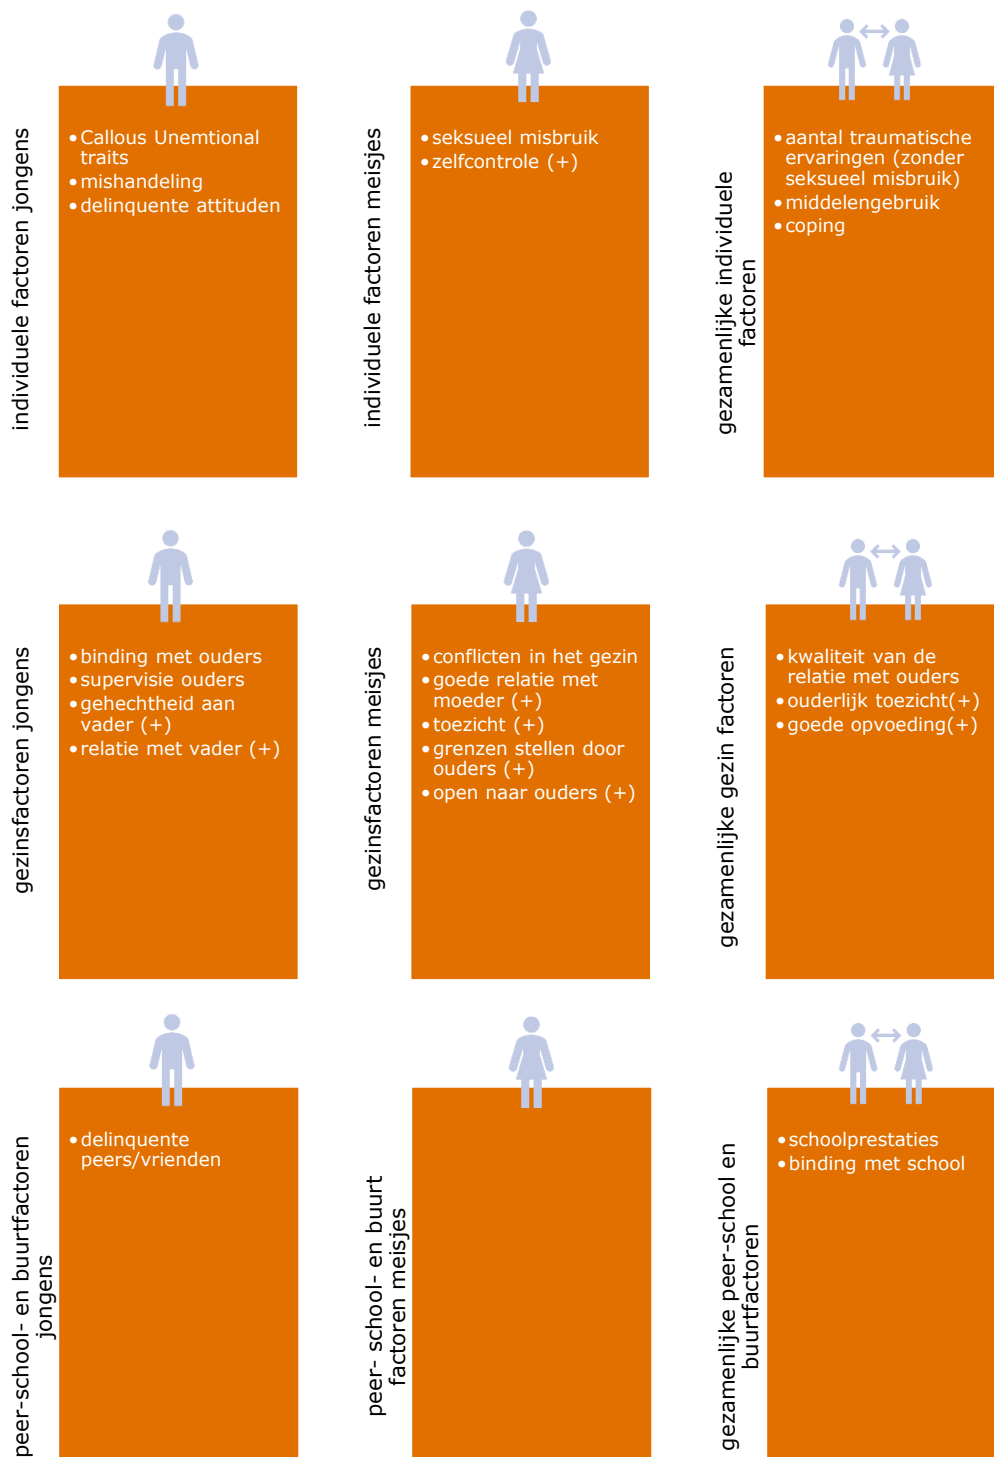 individuele factoren jongens
• Callous Unemtional
traits
• mishandeling
• delinquente attituden
individuele factoren meisjes
• seksueel misbruik
• zelfcontrole (+)
gezamenlijke individuele
factoren
• aantal traumatische
ervaringen (zonder
seksueel misbruik)
• middelengebruik
• coping
gezinsfactoren jongens
• binding met ouders
• supervisie ouders
• gehechtheid aan
vader (+)
• relatie met vader (+)
gezinsfactoren meisjes
• conflicten in het gezin
• goede relatie met
moeder (+)
• toezicht (+)
• grenzen stellen door
ouders (+)
• open naar ouders (+)
gezamenlijke gezin factoren
• kwaliteit van de
relatie met ouders
• ouderlijk toezicht(+)
• goede opvoeding(+)
peer-school- en buurtfactoren
jongens
• delinquente
peers/vrienden
peer- school- en buurt
factoren meisjes
gezamenlijke peer-school en
buurtfactoren
• schoolprestaties
• binding met school